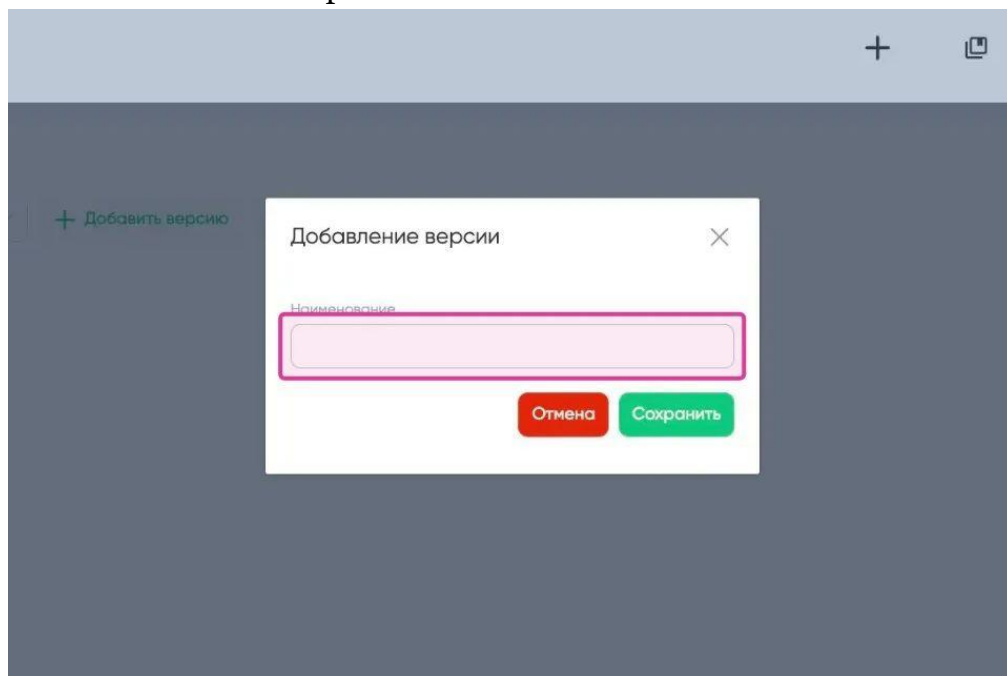 + Добавить версию
Добавление версии
Наименование
Отмена
Сохранить